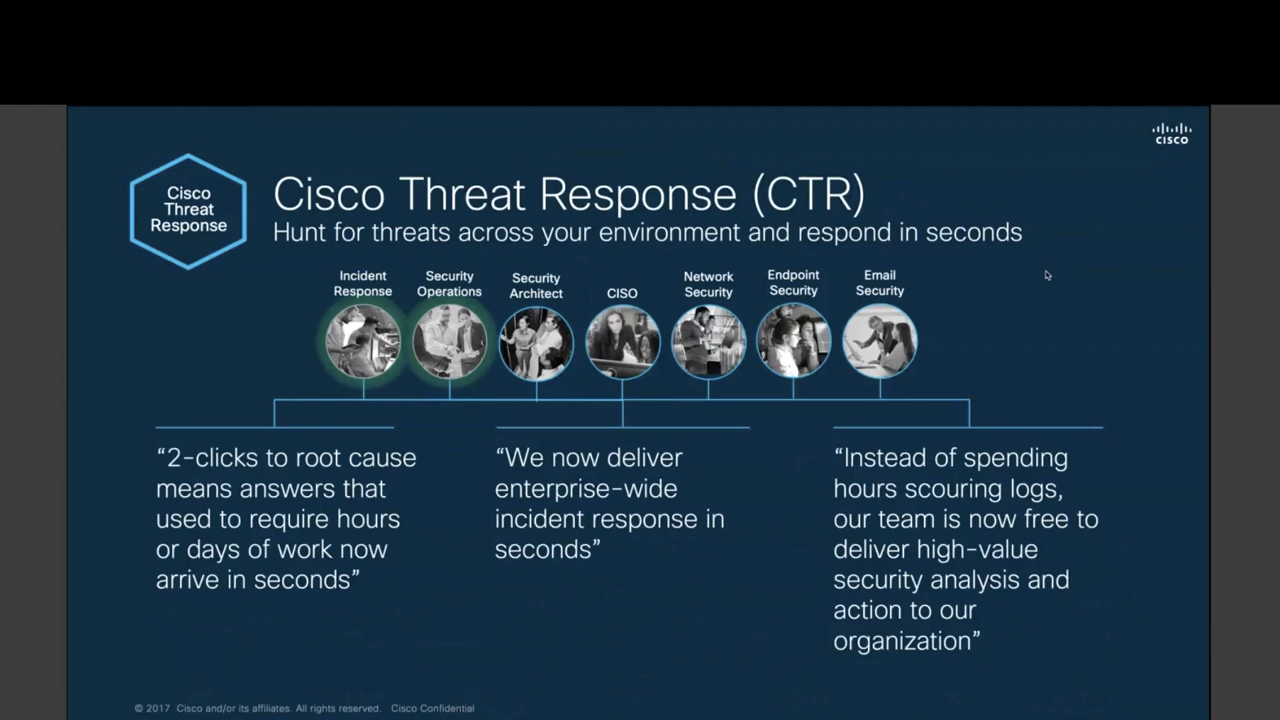 CISCO
Cisco
Threat
Response
Cisco Threat Response (CTR)
Hunt for threats across your environment and respond in seconds
Incident
Response
Security
Operations
Security
Architect
CISO
Network
Security
Endpoint
Security
Email
Security
“2-clicks to root cause
means answers that
used to require hours
or days of work now
arrive in seconds”
“We now deliver
enterprise-wide
incident response in
seconds”
“Instead of spending
hours scouring logs,
our team is now free to
deliver high-value
security analysis and
action to our
organization”
© 2017 Cisco and/or its affiliates. All rights reserved. Cisco Confidential